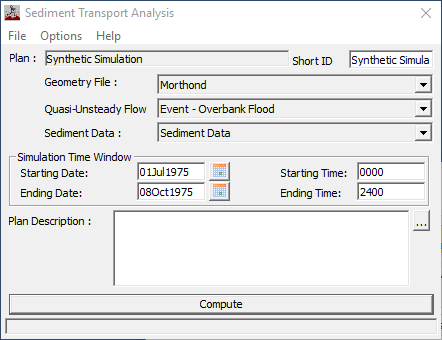 Sediment Transport Analysis
File Options Help
Plan : Synthetic Simulation Short ID Synthetic Simula
Geometry File : Morthond
Quasi-Unsteady Flow Event - Overbank Flood
Sediment Data : Sediment Data
Simulation Time Window
Starting Date: 01Jul1975 Starting Time: 0000
Ending Date: 08Oct1975 Ending Time: 2400
Plan Description : ...
Compute